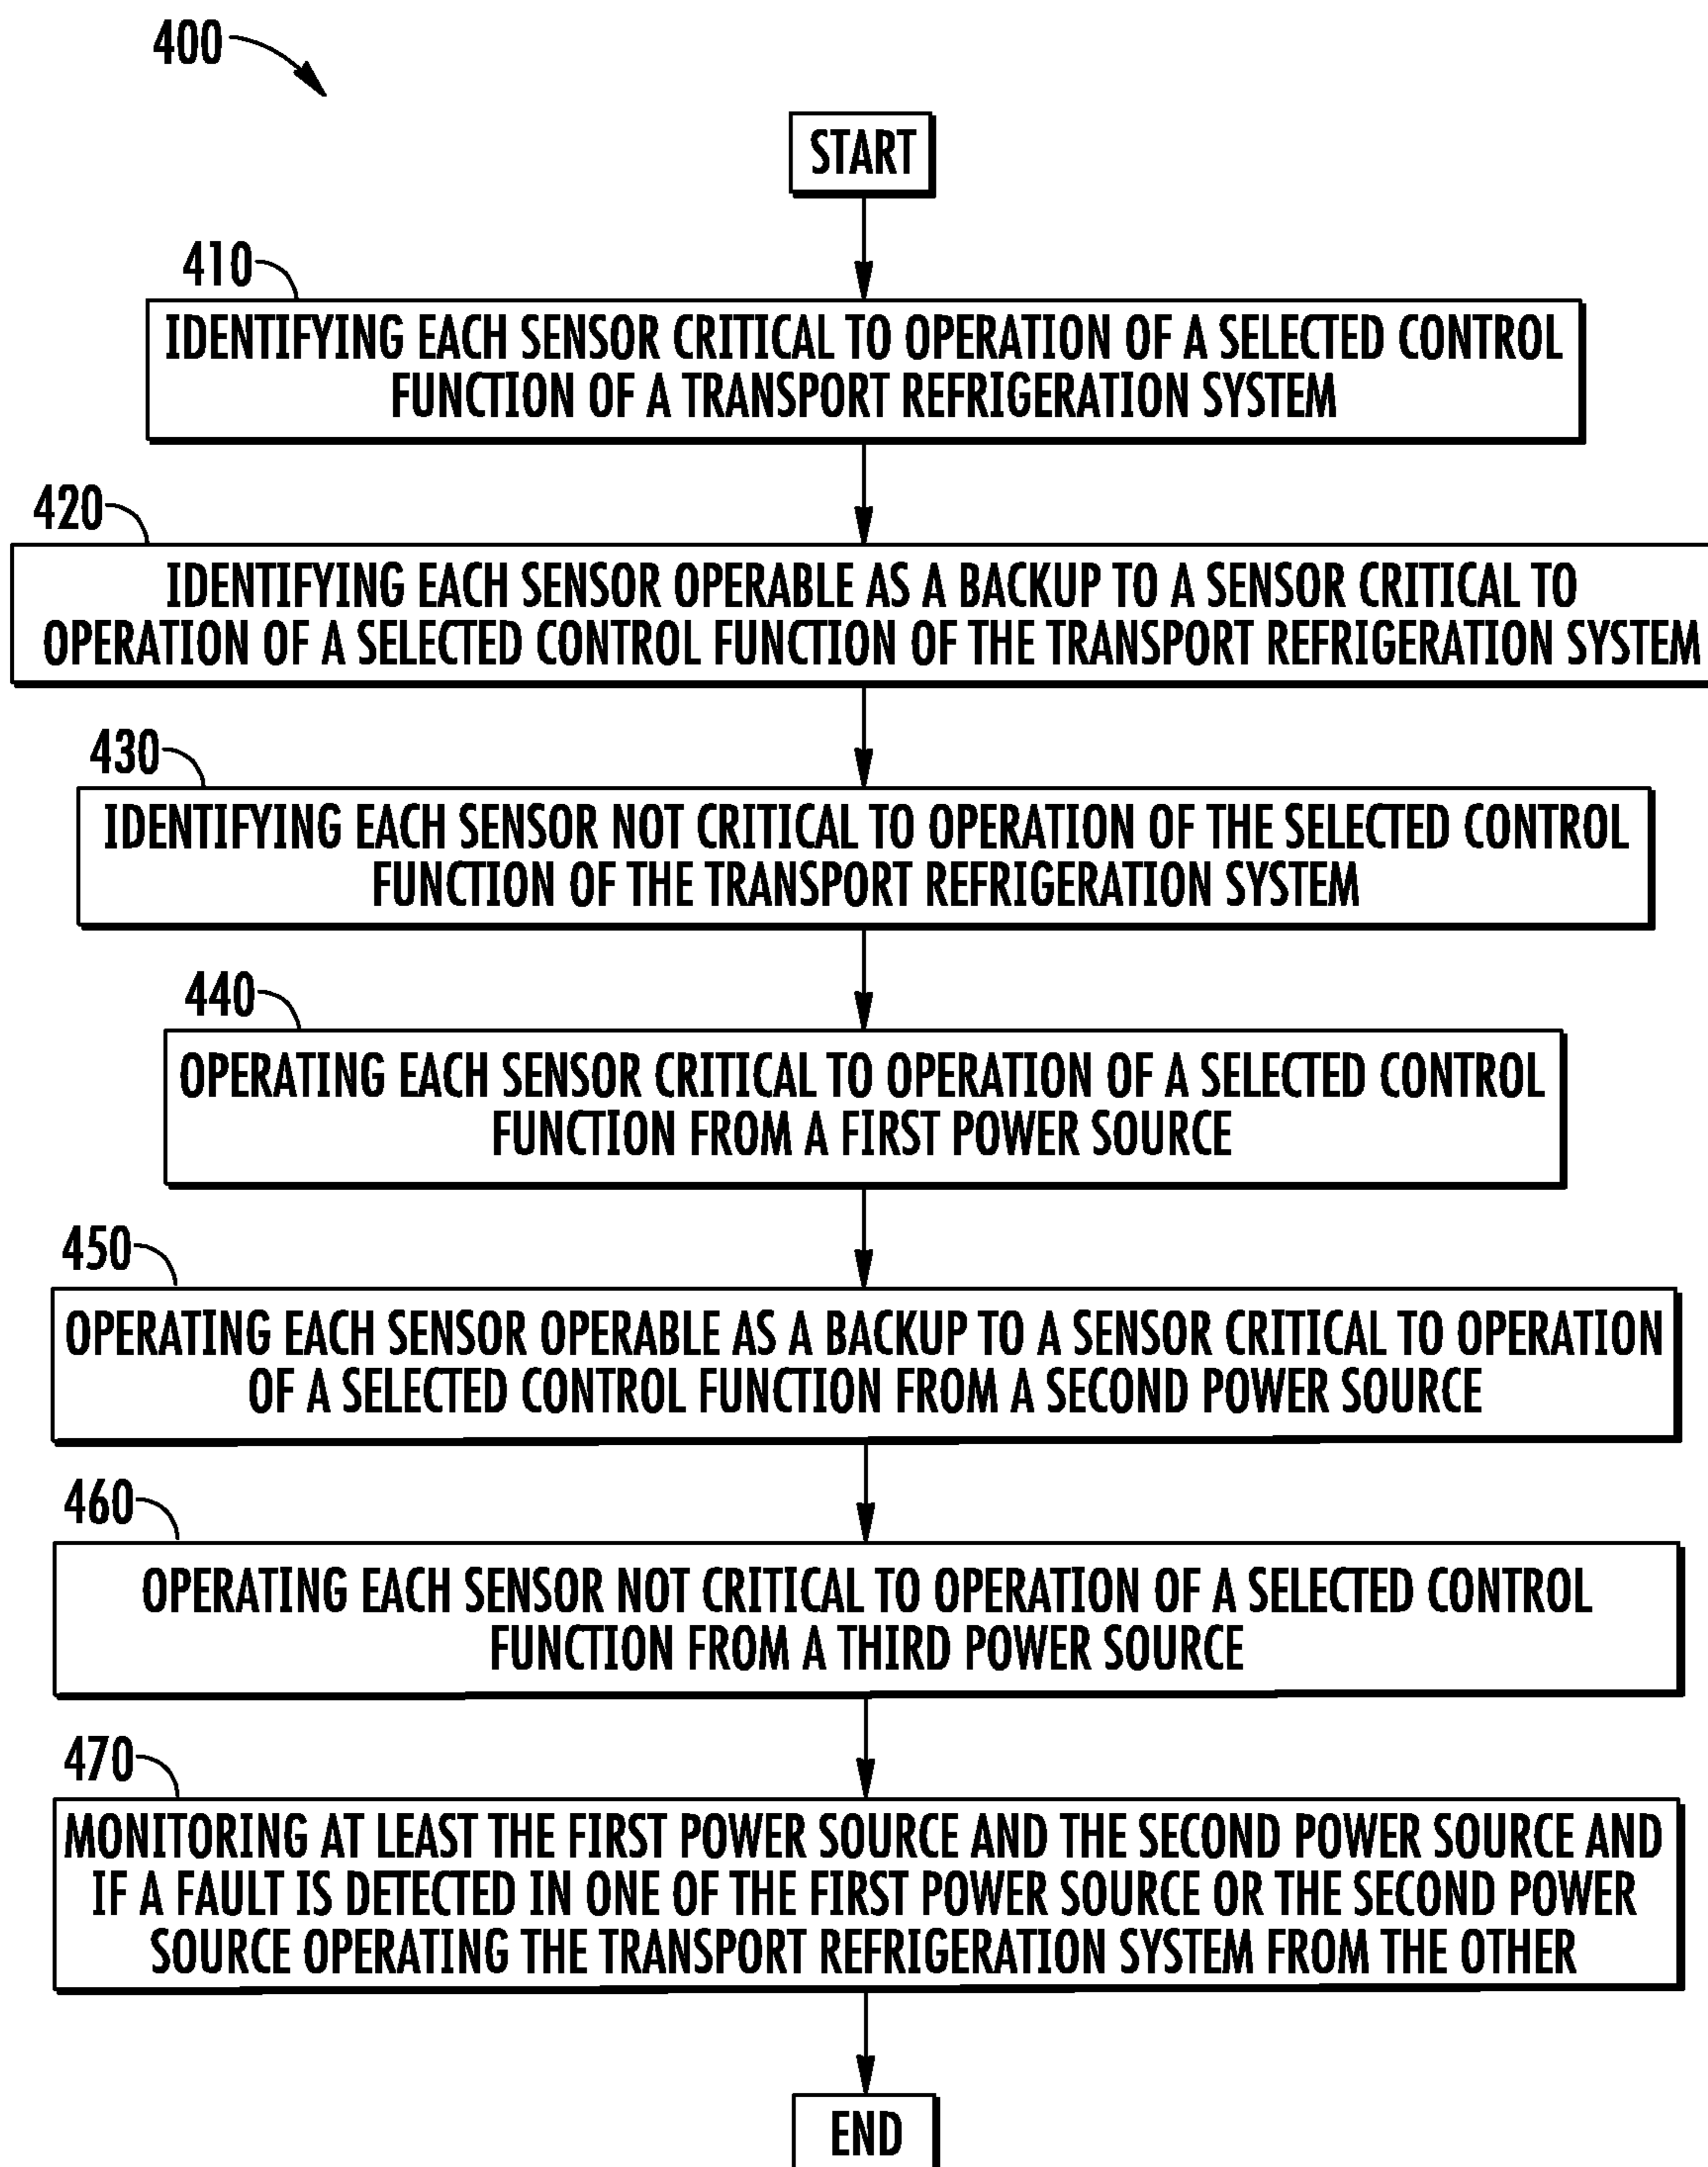 400
START
410
IDENTIFYING EACH SENSOR CRITICAL TO OPERATION OF A SELECTED CONTROL
FUNCTION OF A TRANSPORT REFRIGERATION SYSTEM
420
IDENTIFYING EACH SENSOR OPERABLE AS A BACKUP TO A SENSOR CRITICAL TO
OPERATION OF A SELECTED CONTROL FUNCTION OF THE TRANSPORT REFRIGERATION SYSTEM
430
IDENTIFYING EACH SENSOR NOT CRITICAL TO OPERATION OF THE SELECTED CONTROL
FUNCTION OF THE TRANSPORT REFRIGERATION SYSTEM
440
OPERATING EACH SENSOR CRITICAL TO OPERATION OF A SELECTED CONTROL
FUNCTION FROM A FIRST POWER SOURCE
450
OPERATING EACH SENSOR OPERABLE AS A BACKUP TO A SENSOR CRITICAL TO OPERATION
OF A SELECTED CONTROL FUNCTION FROM A SECOND POWER SOURCE
460
OPERATING EACH SENSOR NOT CRITICAL TO OPERATION OF A SELECTED CONTROL
FUNCTION FROM A THIRD POWER SOURCE
470
MONITORING AT LEAST THE FIRST POWER SOURCE AND THE SECOND POWER SOURCE AND
IF A FAULT IS DETECTED IN ONE OF THE FIRST POWER SOURCE OR THE SECOND POWER
SOURCE OPERATING THE TRANSPORT REFRIGERATION SYSTEM FROM THE OTHER
END